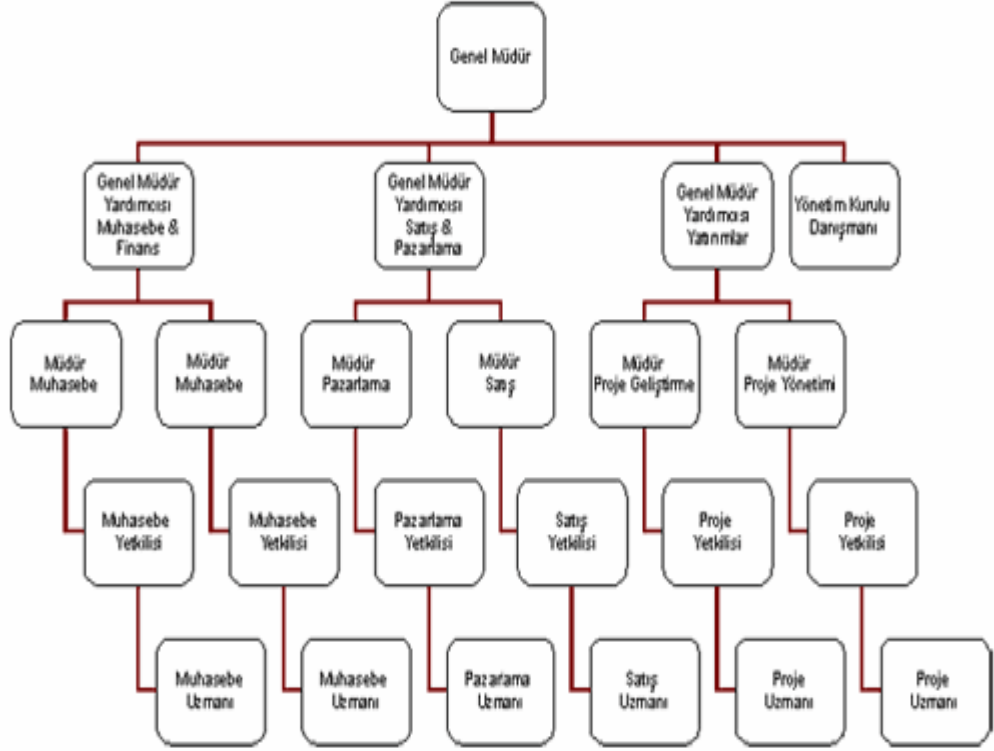 Genel Müdür
Genel Müdür
Yardımcısı
Muhasebe &
Finans
Genel Müdür
Yardımcısı
Satış &
Pazarlama
Genel Müdür
Yardımcısı
Yatırımlar
Yönetim Kurulu
Danışmanı
Müdür
Muhasebe
Müdür
Muhasebe
Müdür
Pazarlama
Müdür
Satış
Müdür
Proje Geliştirme
Müdür
Proje Yönetimi
Muhasebe
Yetkilisi
Muhasebe
Yetkilisi
Pazarlama
Yetkilisi
Satış
Yetkilisi
Proje
Yetkilisi
Proje
Yetkilisi
Muhasebe
Uzmanı
Muhasebe
Uzmanı
Pazarlama
Uzmanı
Satış
Uzmanı
Proje
Uzmanı
Proje
Uzmanı